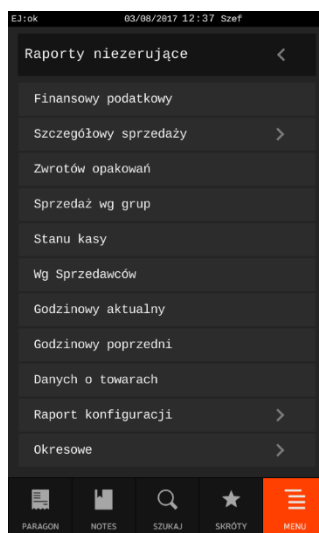 EJ:ok 03/08/2017 12:37 Szef
Raporty niezerujące
Finansowy podatkowy
Szczegółowy sprzedaży
Zwrotów opakowań
Sprzedaż wg grup
Stanu kasy
Wg Sprzedawców
Godzinowy aktualny
Godzinowy poprzedni
Danych o towarach
Raport konfiguracji
Okresowe
PARAGON NOTES SZUKAJ SKRÓTY MENU